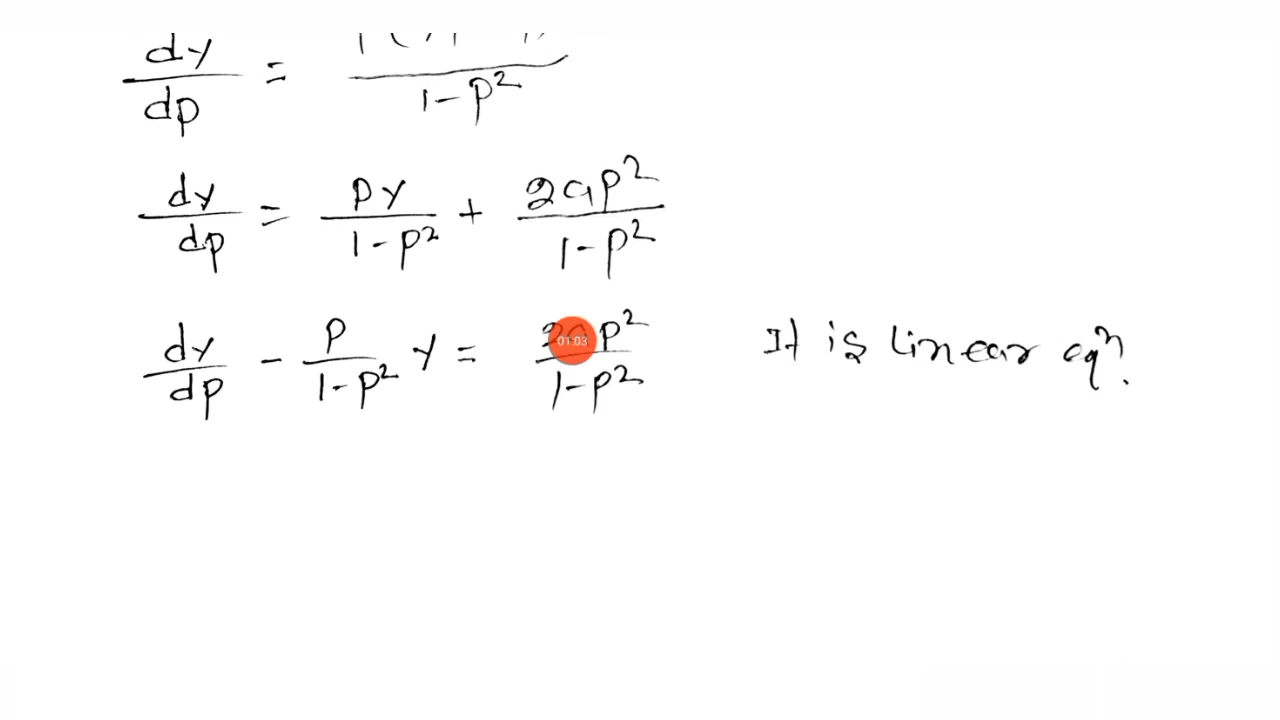 dy/dp = / 1-p²
dy/dp = py/1-p² + 2ap²/1-p²
dy/dp - p/1-p² y = p²/1-p² It is linear eqⁿ.
01:03